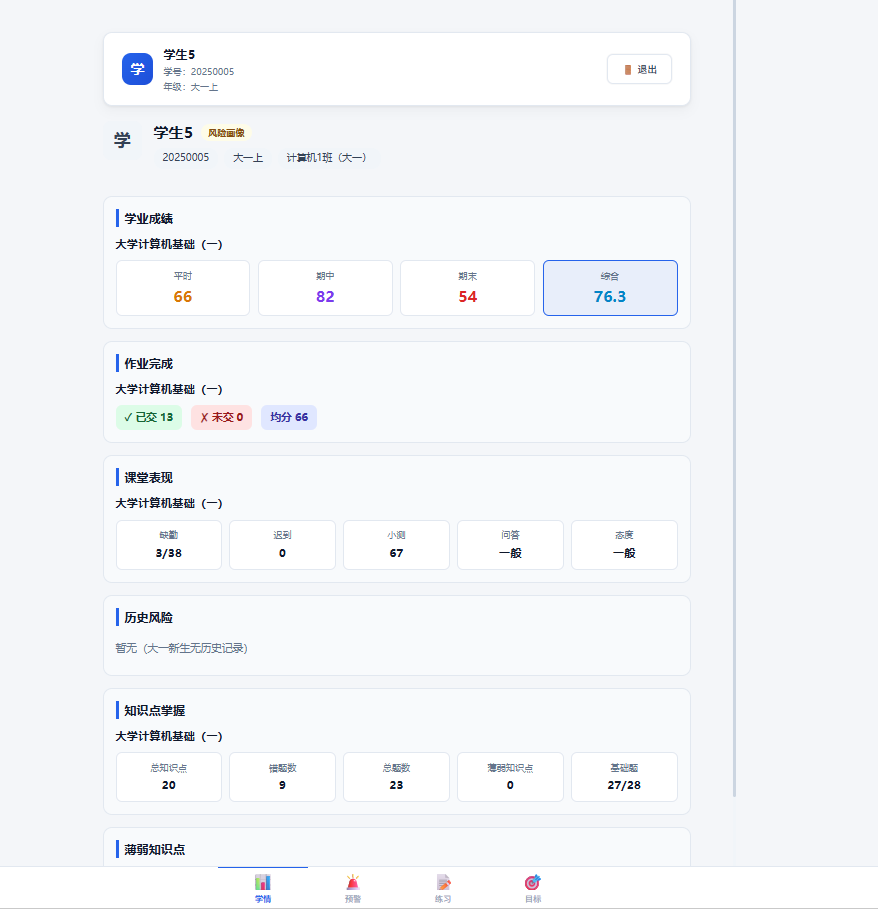 学
学生5
学号：20250005
年级：大一上
退出
学
学生5 风险画像
20250005 大一上 计算机1班（大一）
学业成绩
大学计算机基础（一）
平时 期中 期末 综合
66 82 54 76.3
作业完成
大学计算机基础（一）
✓ 已交 13 ✗ 未交 0 均分 66
课堂表现
大学计算机基础（一）
缺勤 迟到 小测 问答 态度
3/38 0 67 一般 一般
历史风险
暂无（大一新生无历史记录）
知识点掌握
大学计算机基础（一）
总知识点 错题数 总题数 薄弱知识点 基础题
20 9 23 0 27/28
薄弱知识点
学情 预警 练习 目标